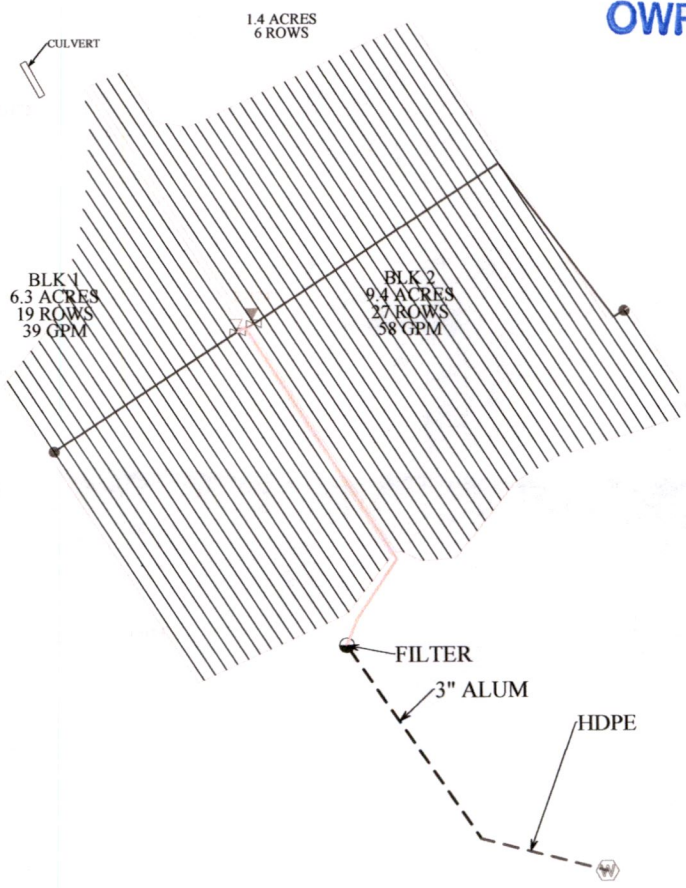 1.4 ACRES
6 ROWS
CULVERT
BLK 1
6.3 ACRES
19 ROWS
39 GPM
BLK 2
9.4 ACRES
27 ROWS
58 GPM
FILTER
3" ALUM
HDPE
W